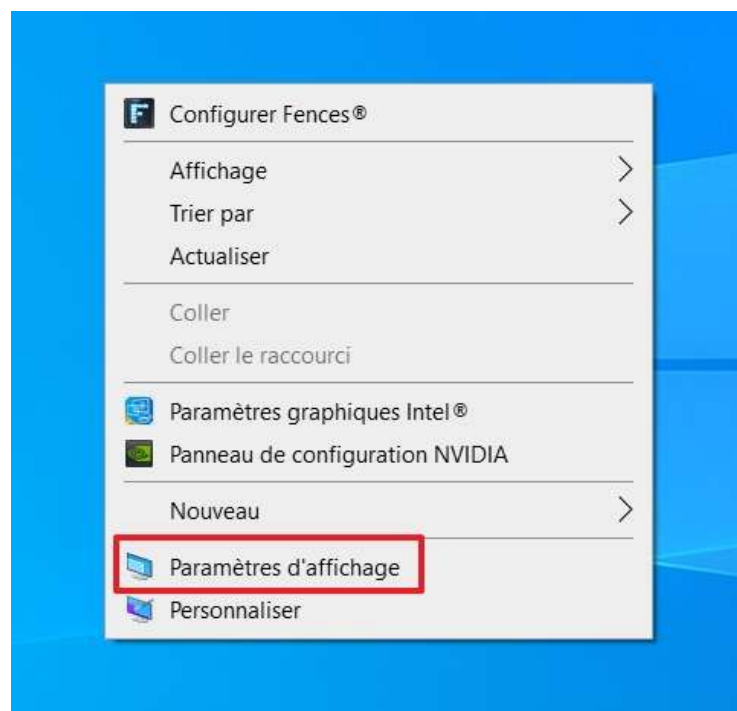 Configurer Fences®
Affichage
Trier par
Actualiser
Coller
Coller le raccourci
Paramètres graphiques Intel®
Panneau de configuration NVIDIA
Nouveau
Paramètres d'affichage
Personnaliser